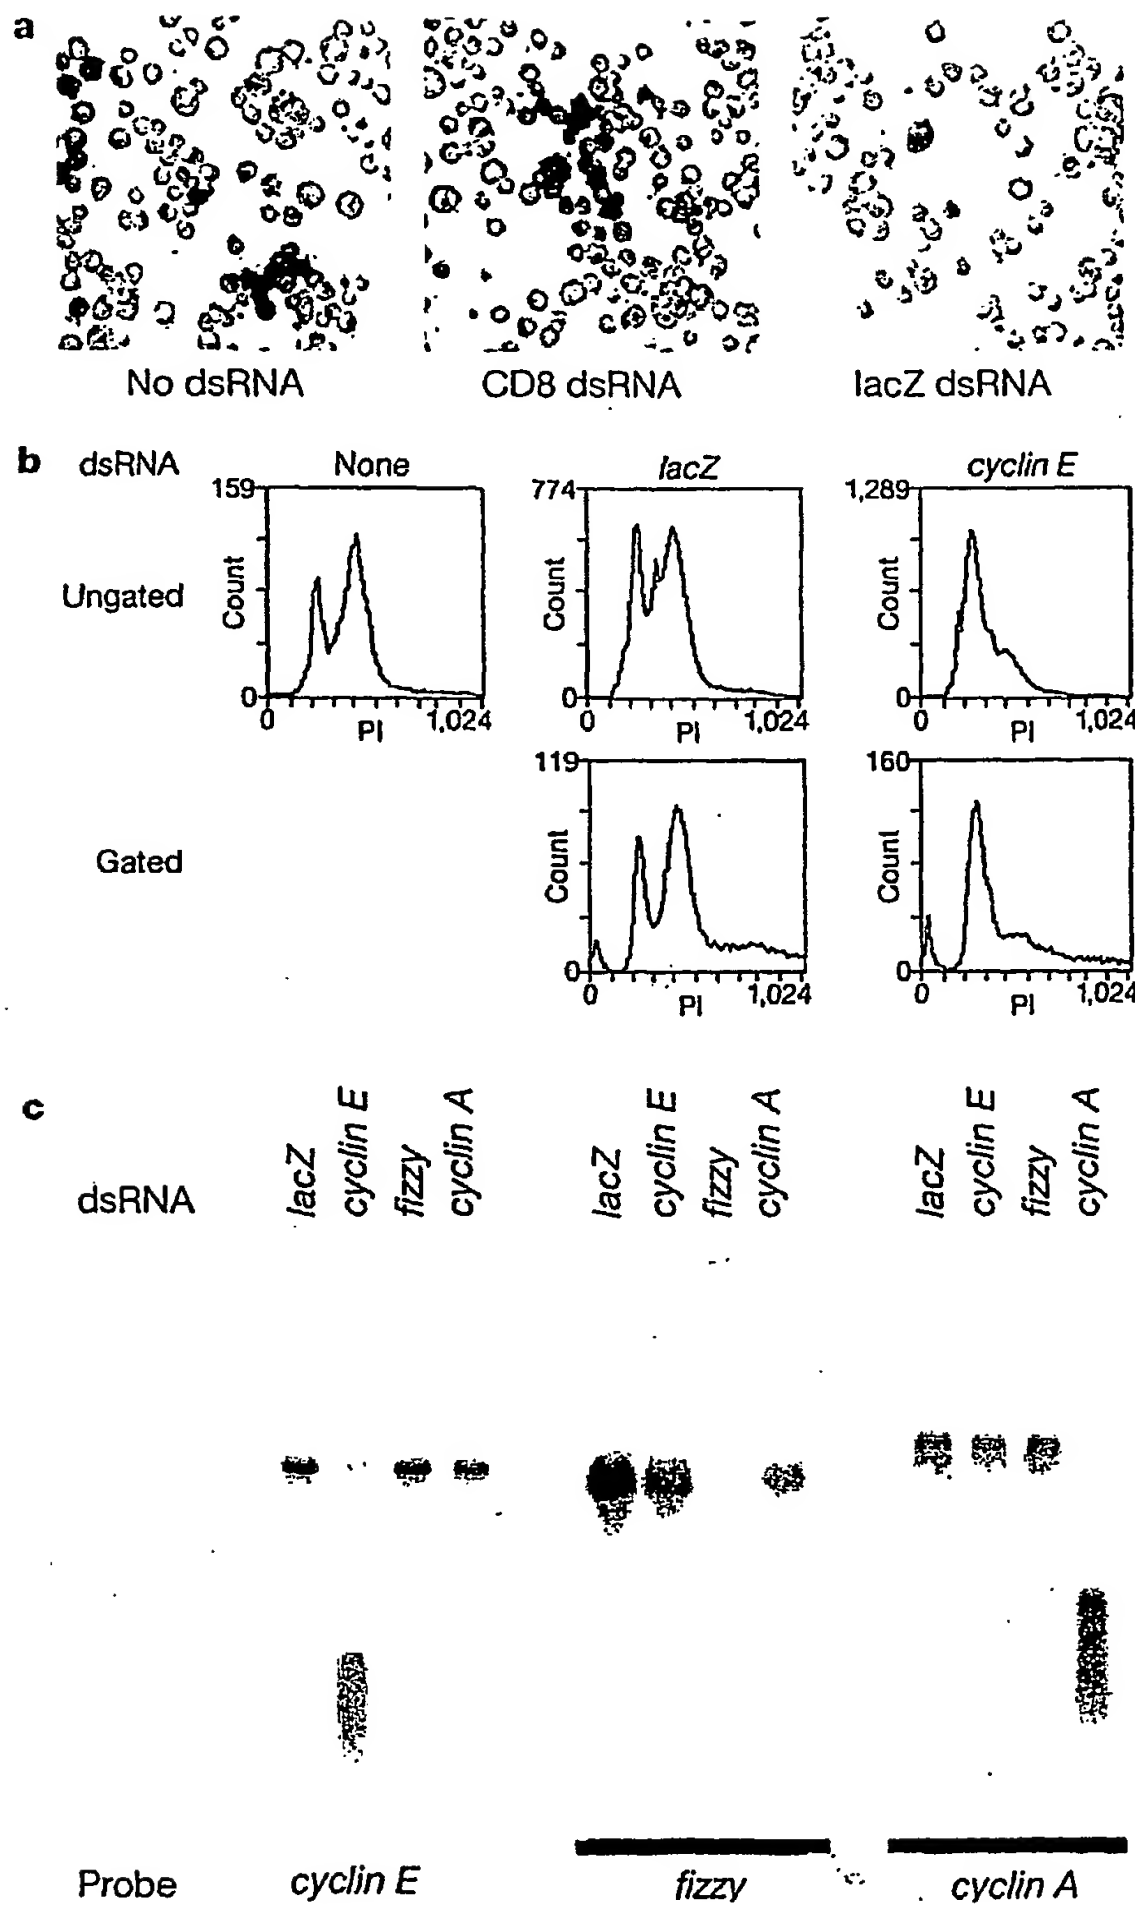 a
No dsRNA CD8 dsRNA lacZ dsRNA
b dsRNA None lacZ cyclin E
159 774 1,289
Ungated Count Count Count
0 0 0
0 1,024 0 1,024 0 1,024
PI PI PI
119 160
Gated Count Count
0 0
0 1,024 0 1,024
PI PI
c
dsRNA lacZ cyclin E fizzy cyclin A lacZ cyclin E fizzy cyclin A lacZ cyclin E fizzy cyclin A
Probe cyclin E fizzy cyclin A